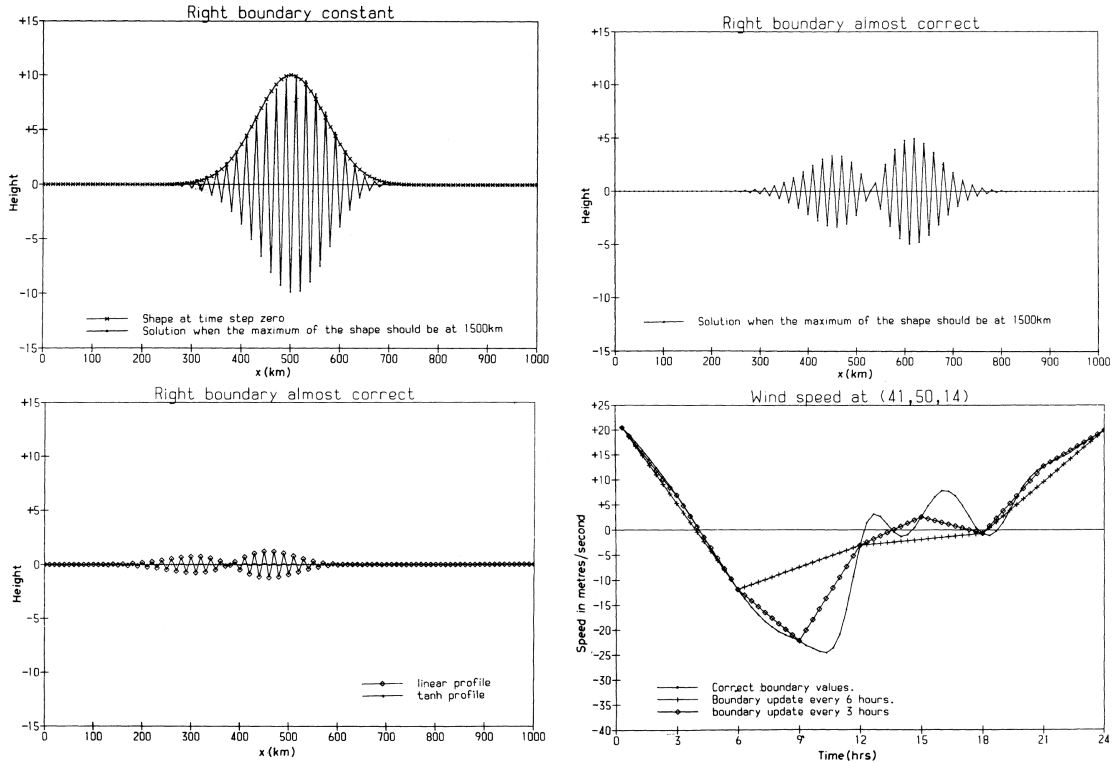 Right boundary constant
+15
+10
+5
0
-5
-10
-15
Height
Shape at time step zero
Solution when the maximum of the shape should be at 1500km
0 100 200 300 400 500 600 700 800 900 1000
x (km)
Right boundary almost correct
+15
+10
+5
0
-5
-10
-15
Height
Solution when the maximum of the shape should be at 1500km
0 100 200 300 400 500 600 700 800 900 1000
x (km)
Right boundary almost correct
+15
+10
+5
0
-5
-10
-15
Height
linear profile
tanh profile
0 100 200 300 400 500 600 700 800 900 1000
x (km)
Wind speed at (41,50,14)
+25
+20
+15
+10
+5
0
-5
-10
-15
-20
-25
-30
-35
-40
Speed in metres/second
Correct boundary values.
Boundary update every 6 hours.
boundary update every 3 hours
0 3 6 9 12 15 18 21 24
Time (hrs)